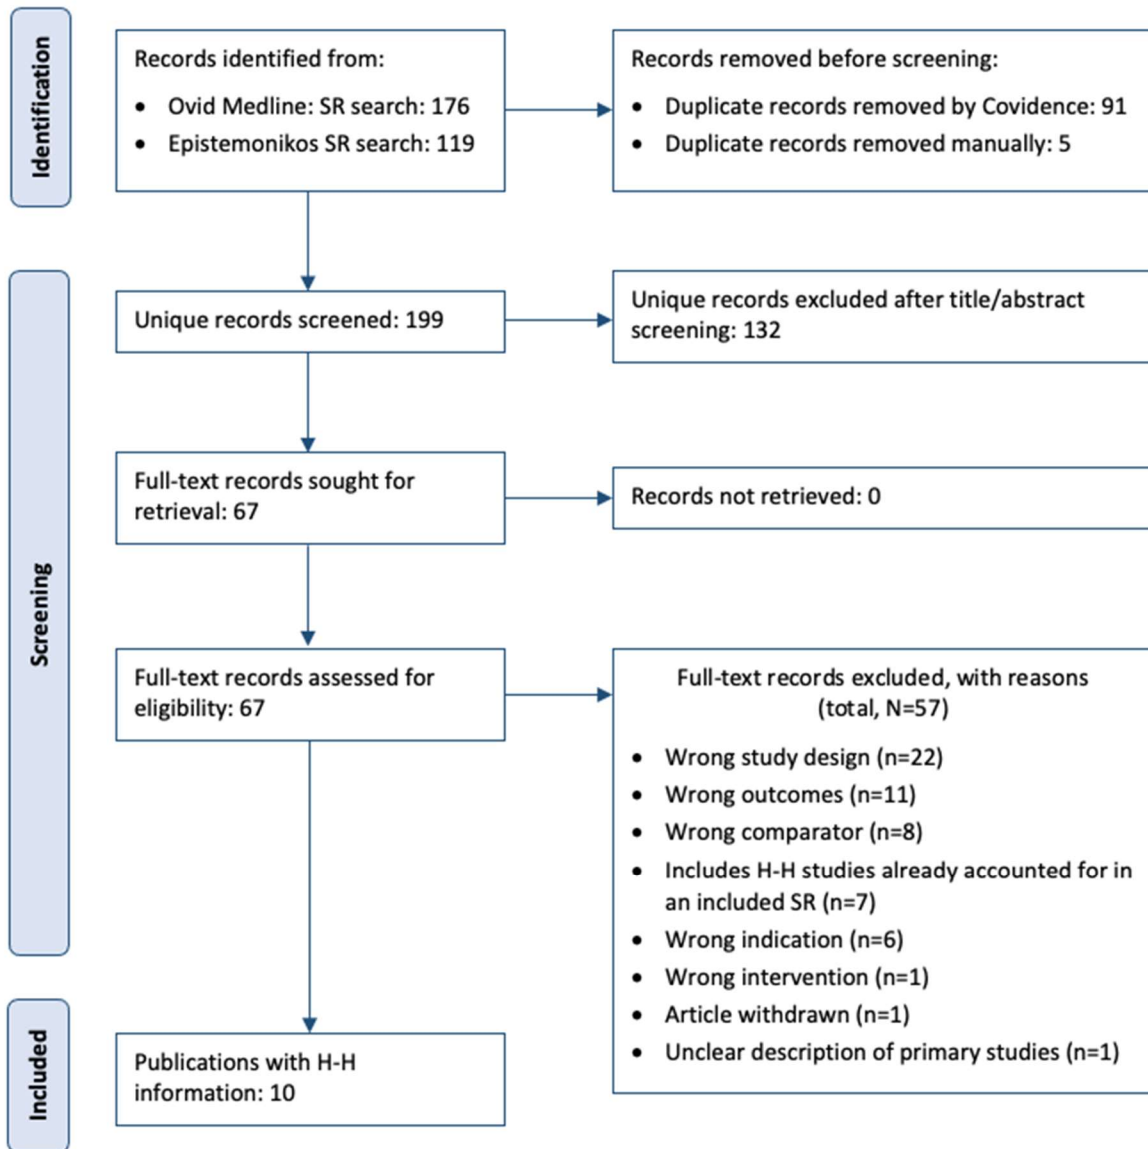 Identification
Records identified from:
• Ovid Medline: SR search: 176
• Epistemonikos SR search: 119
Records removed before screening:
• Duplicate records removed by Covidence: 91
• Duplicate records removed manually: 5
Screening
Unique records screened: 199
Unique records excluded after title/abstract
screening: 132
Full-text records sought for
retrieval: 67
Records not retrieved: 0
Full-text records assessed for
eligibility: 67
Full-text records excluded, with reasons
(total, N=57)
• Wrong study design (n=22)
• Wrong outcomes (n=11)
• Wrong comparator (n=8)
• Includes H-H studies already accounted for in
an included SR (n=7)
• Wrong indication (n=6)
• Wrong intervention (n=1)
• Article withdrawn (n=1)
• Unclear description of primary studies (n=1)
Included
Publications with H-H
information: 10